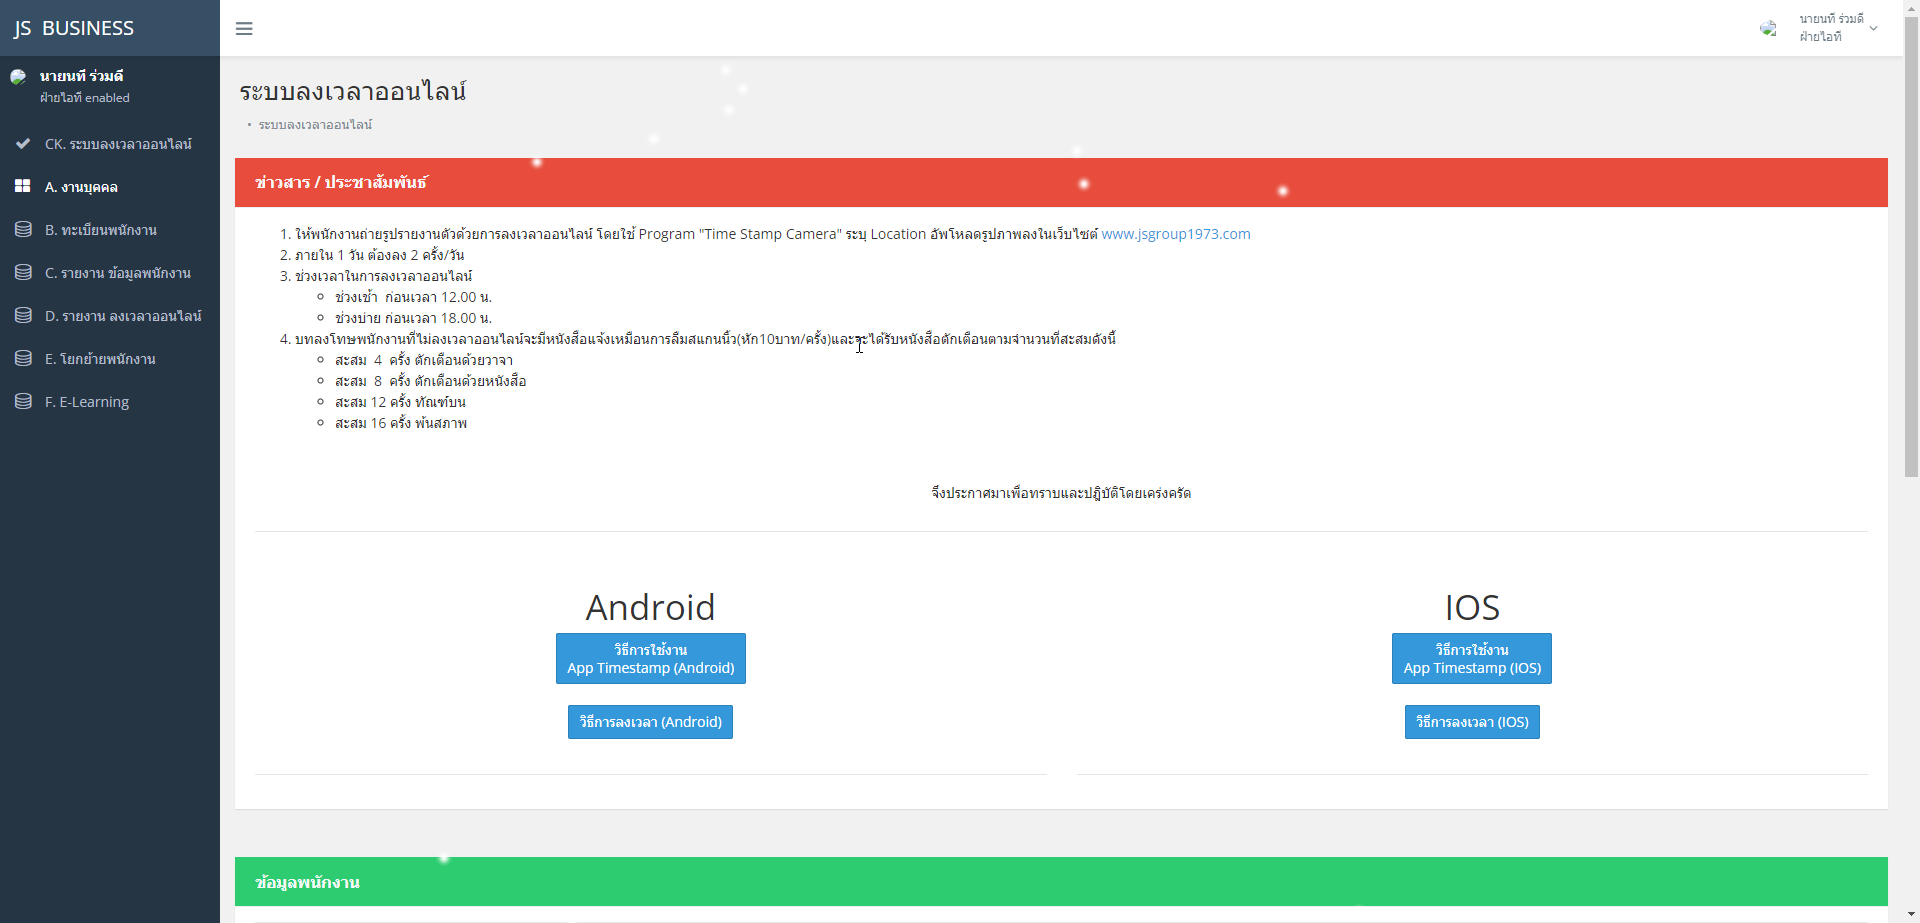 JS BUSINESS
นายนที ร่วมดี
ฝ่ายไอที
นายนที ร่วมดี
ฝ่ายไอที enabled
CK. ระบบลงเวลาออนไลน์
A. งานบุคคล
B. ทะเบียนพนักงาน
C. รายงาน ข้อมูลพนักงาน
D. รายงาน ลงเวลาออนไลน์
E. โยกย้ายพนักงาน
F. E-Learning
ระบบลงเวลาออนไลน์
• ระบบลงเวลาออนไลน์
ข่าวสาร / ประชาสัมพันธ์
1. ให้พนักงานถ่ายรูปรายงานตัวด้วยการลงเวลาออนไลน์ โดยใช้ Program "Time Stamp Camera" ระบุ Location อัพโหลดรูปภาพลงในเว็บไซต์ www.jsgroup1973.com
2. ภายใน 1 วัน ต้องลง 2 ครั้ง/วัน
3. ช่วงเวลาในการลงเวลาออนไลน์
ช่วงเช้า ก่อนเวลา 12.00 น.
ช่วงบ่าย ก่อนเวลา 18.00 น.
4. บทลงโทษพนักงานที่ไม่ลงเวลาออนไลน์จะมีหนังสือแจ้งเหมือนการลืมสแกนนิ้ว(หัก10บาท/ครั้ง)และจะได้รับหนังสือตักเตือนตามจำนวนที่สะสมดังนี้
สะสม 4 ครั้ง ตักเตือนด้วยวาจา
สะสม 8 ครั้ง ตักเตือนด้วยหนังสือ
สะสม 12 ครั้ง ทัณฑ์บน
สะสม 16 ครั้ง พ้นสภาพ
จึงประกาศมาเพื่อทราบและปฎิบัติโดยเคร่งครัด
Android
วิธีการใช้งาน
App Timestamp (Android)
วิธีการลงเวลา (Android)
IOS
วิธีการใช้งาน
App Timestamp (IOS)
วิธีการลงเวลา (IOS)
ข้อมูลพนักงาน